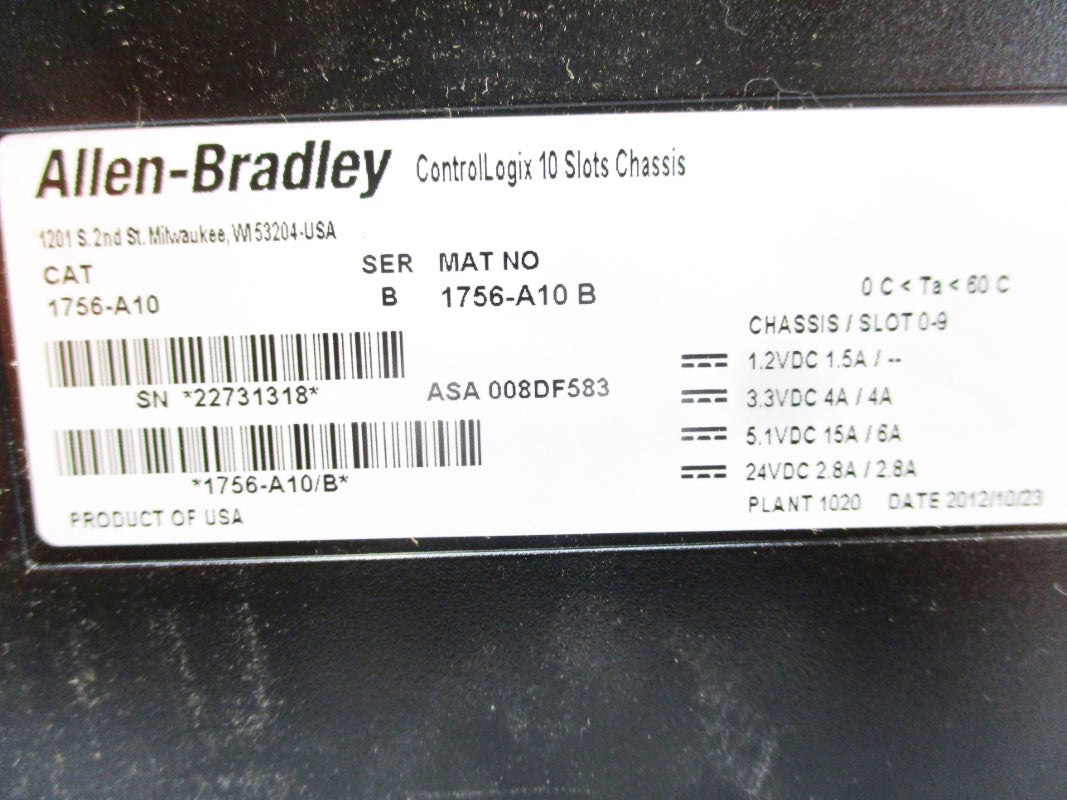 Allen-Bradley ControlLogix 10 Slots Chassis
1201 S. 2nd St. Milwaukee, WI 53204-USA
CAT SER MAT NO
1756-A10 B 1756-A10 B
0 C < Ta < 60 C
CHASSIS / SLOT 0-9
1.2VDC 1.5A / --
SN *22731318* ASA 008DF583
3.3VDC 4A / 4A
5.1VDC 15A / 6A
24VDC 2.8A / 2.8A
*1756-A10/B*
PLANT 1020 DATE 2012/10/23
PRODUCT OF USA